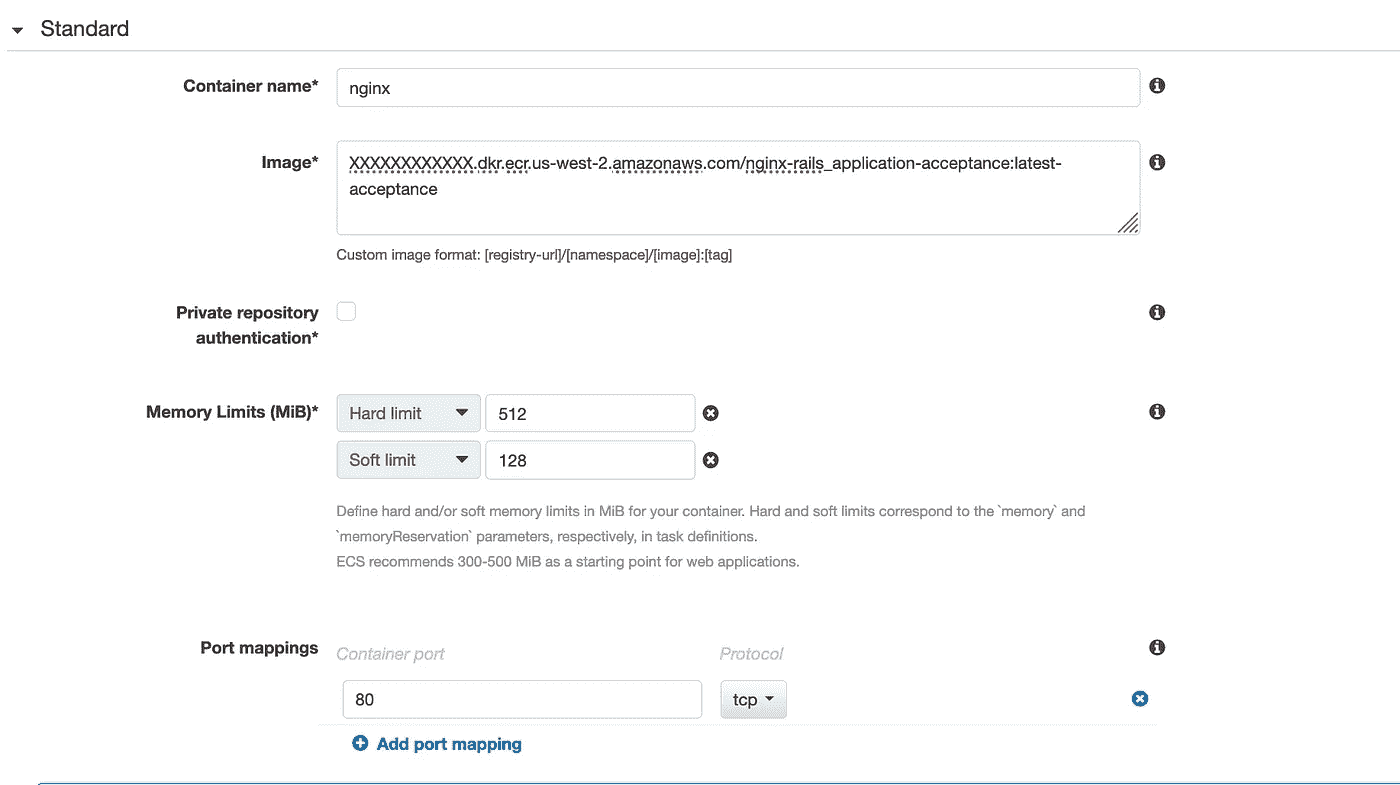 Standard
Container name*
nginx
Image*
XXXXXXXXXXXX.dkr.ecr.us-west-2.amazonaws.com/nginx-rails_application-acceptance:latest-
acceptance
Custom image format: [registry-url]/[namespace]/[image]:[tag]
Private repository
authentication*
Memory Limits (MiB)*
Hard limit 512
Soft limit 128
Define hard and/or soft memory limits in MiB for your container. Hard and soft limits correspond to the `memory` and
`memoryReservation` parameters, respectively, in task definitions.
ECS recommends 300-500 MiB as a starting point for web applications.
Port mappings
Container port Protocol
80 tcp
Add port mapping